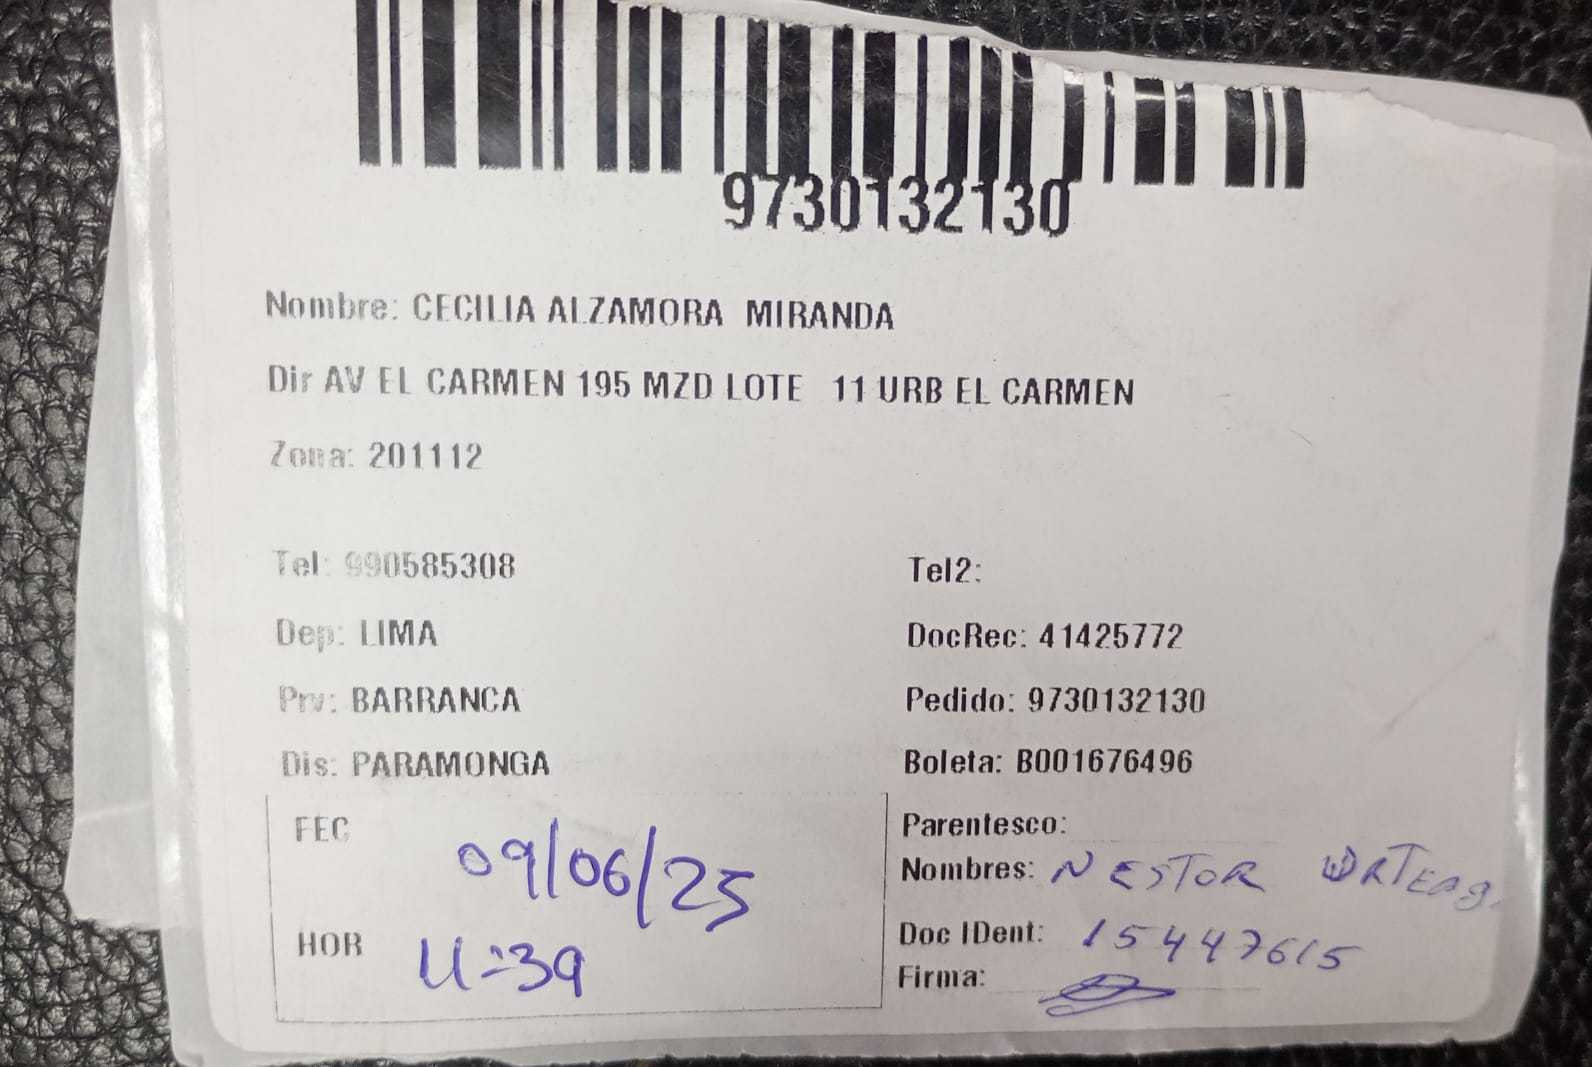 9730132130
Nombre: CECILIA ALZAMORA MIRANDA
Dir AV EL CARMEN 195 MZD LOTE 11 URB EL CARMEN
Zona: 201112
Tel: 990585308 Tel2:
Dep: LIMA DocRec: 41425772
Prv: BARRANCA Pedido: 9730132130
Dis: PARAMONGA Boleta: B001676496
FEC 09/06/25
HOR 11:39
Parentesco:
Nombres: NESTOR
Doc IDent: 15447615
Firma: